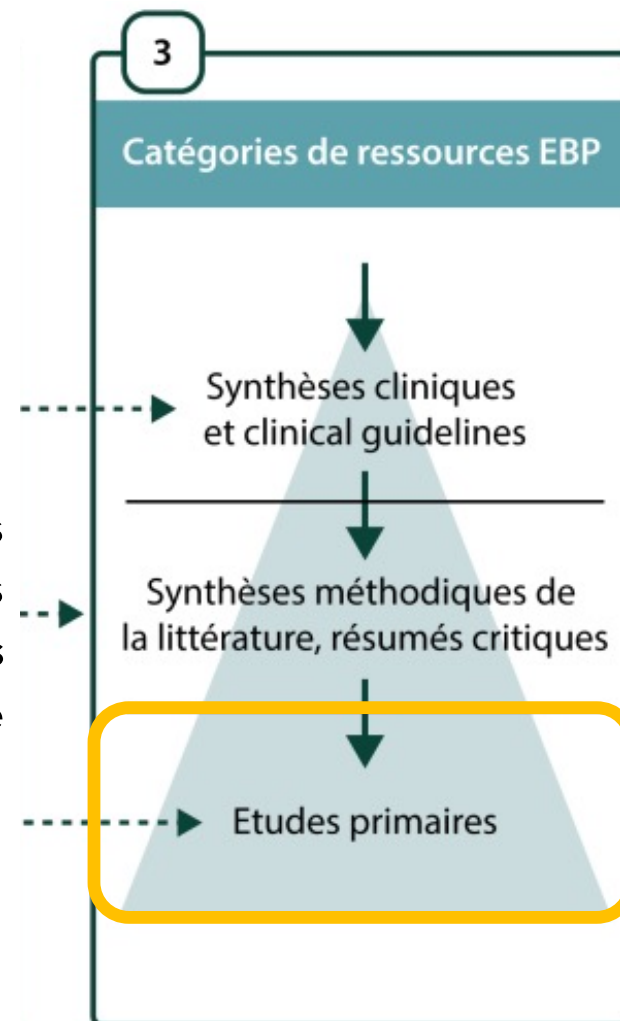 3
Catégories de ressources EBP
Synthèses cliniques
et clinical guidelines
s
Synthèses méthodiques de
s
la littérature, résumés critiques
s
e
Etudes primaires